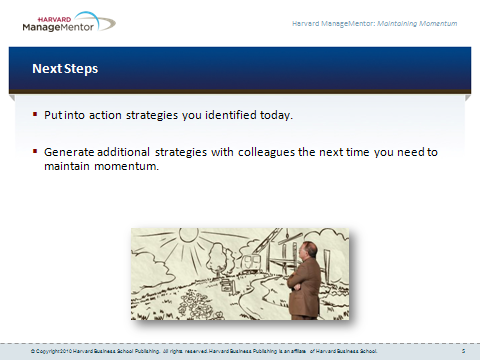 HARVARD
MANAGEMENTOR
Harvard ManageMentor: Maintaining Momentum
Next Steps
▪ Put into action strategies you identified today.
▪ Generate additional strategies with colleagues the next time you need to
maintain momentum.
© Copyright 2010 Harvard Business School Publishing. All rights reserved. Harvard Business Publishing is an affiliate of Harvard Business School.
5